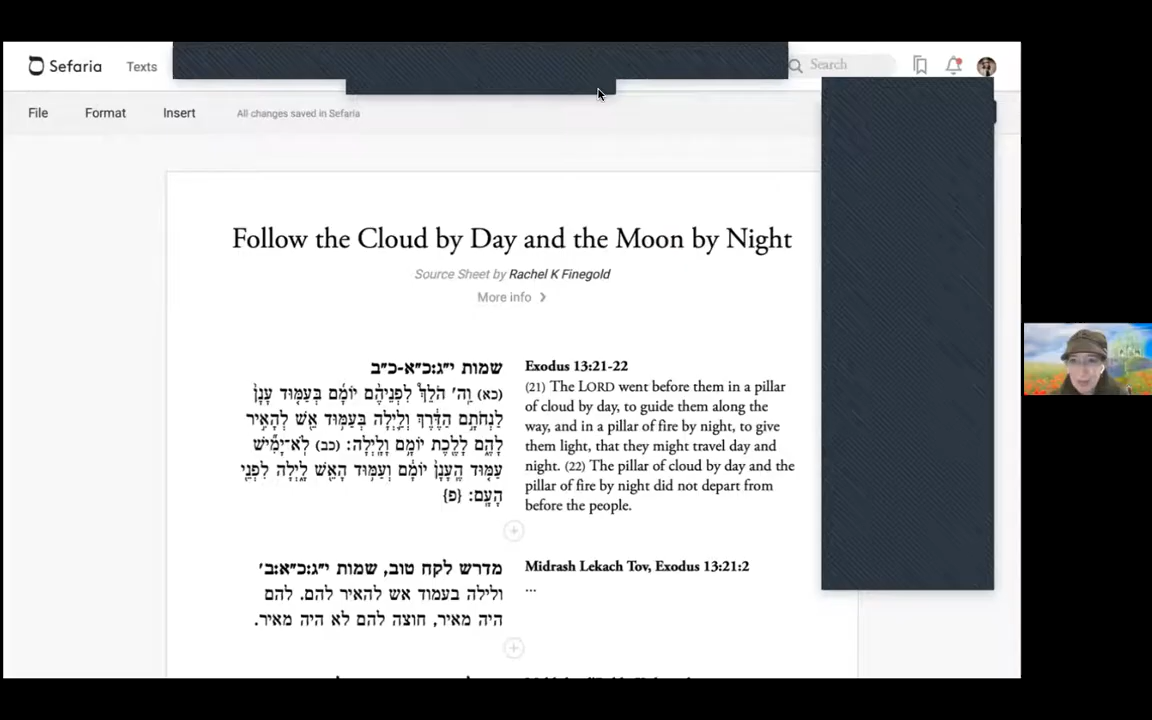 Sefaria
Texts
Search
File
Format
Insert
All changes saved in Sefaria
Follow the Cloud by Day and the Moon by Night
Source Sheet by Rachel K Finegold
More info
שמות י״ג:כ״א-כ״ב
(כא) וַֽה׳ הֹלֵךְ֩ לִפְנֵיהֶ֨ם יוֹמָ֜ם בְּעַמּ֤וּד עָנָן֙
לַנְחֹתָ֣ם הַדֶּ֔רֶךְ וְלַ֛יְלָה בְּעַמּ֥וּד אֵ֖שׁ לְהָאִ֣יר
לָהֶ֑ם לָלֶ֖כֶת יוֹמָ֥ם וָלָֽיְלָה׃ (כב) לֹֽא־יָמִ֞ישׁ
עַמּ֤וּד הֶֽעָנָן֙ יוֹמָ֔ם וְעַמּ֥וּד הָאֵ֖שׁ לָ֑יְלָה לִפְנֵ֖י
הָעָֽם׃ {פ}
Exodus 13:21-22
(21) The LORD went before them in a pillar
of cloud by day, to guide them along the
way, and in a pillar of fire by night, to give
them light, that they might travel day and
night. (22) The pillar of cloud by day and the
pillar of fire by night did not depart from
before the people.
מדרש לקח טוב, שמות י״ג:כ״א:ב׳
ולילה בעמוד אש להאיר להם. להם
היה מאיר, חוצה להם לא היה מאיר.
Midrash Lekach Tov, Exodus 13:21:2
...